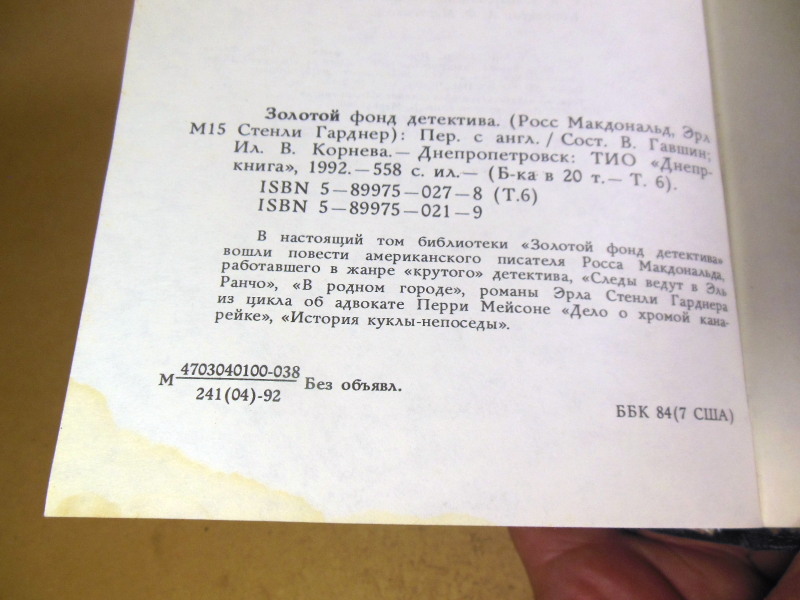 Золотой фонд детектива. (Росс Макдональд, Эрл
М15 Стенли Гарднер): Пер. с англ. / Сост. В. Гавшин;
Ил. В. Корнева. — Днепропетровск: ТИО «Днепр-
книга», 1992. — 558 с. ил. — (Б-ка в 20 т. — Т. 6).
ISBN 5—89975—027—8 (Т.6)
ISBN 5—89975—021—9
В настоящий том библиотеки «Золотой фонд детектива»
вошли повести американского писателя Росса Макдональда,
работавшего в жанре «крутого» детектива, «Следы ведут в Эль
Ранчо», «В родном городе», романы Эрла Стенли Гарднера
из цикла об адвокате Перри Мейсоне «Дело о хромой кана-
рейке», «История куклы-непоседы».
М 4703040100-038 Без объявл.
241(04)-92
ББК 84(7 США)